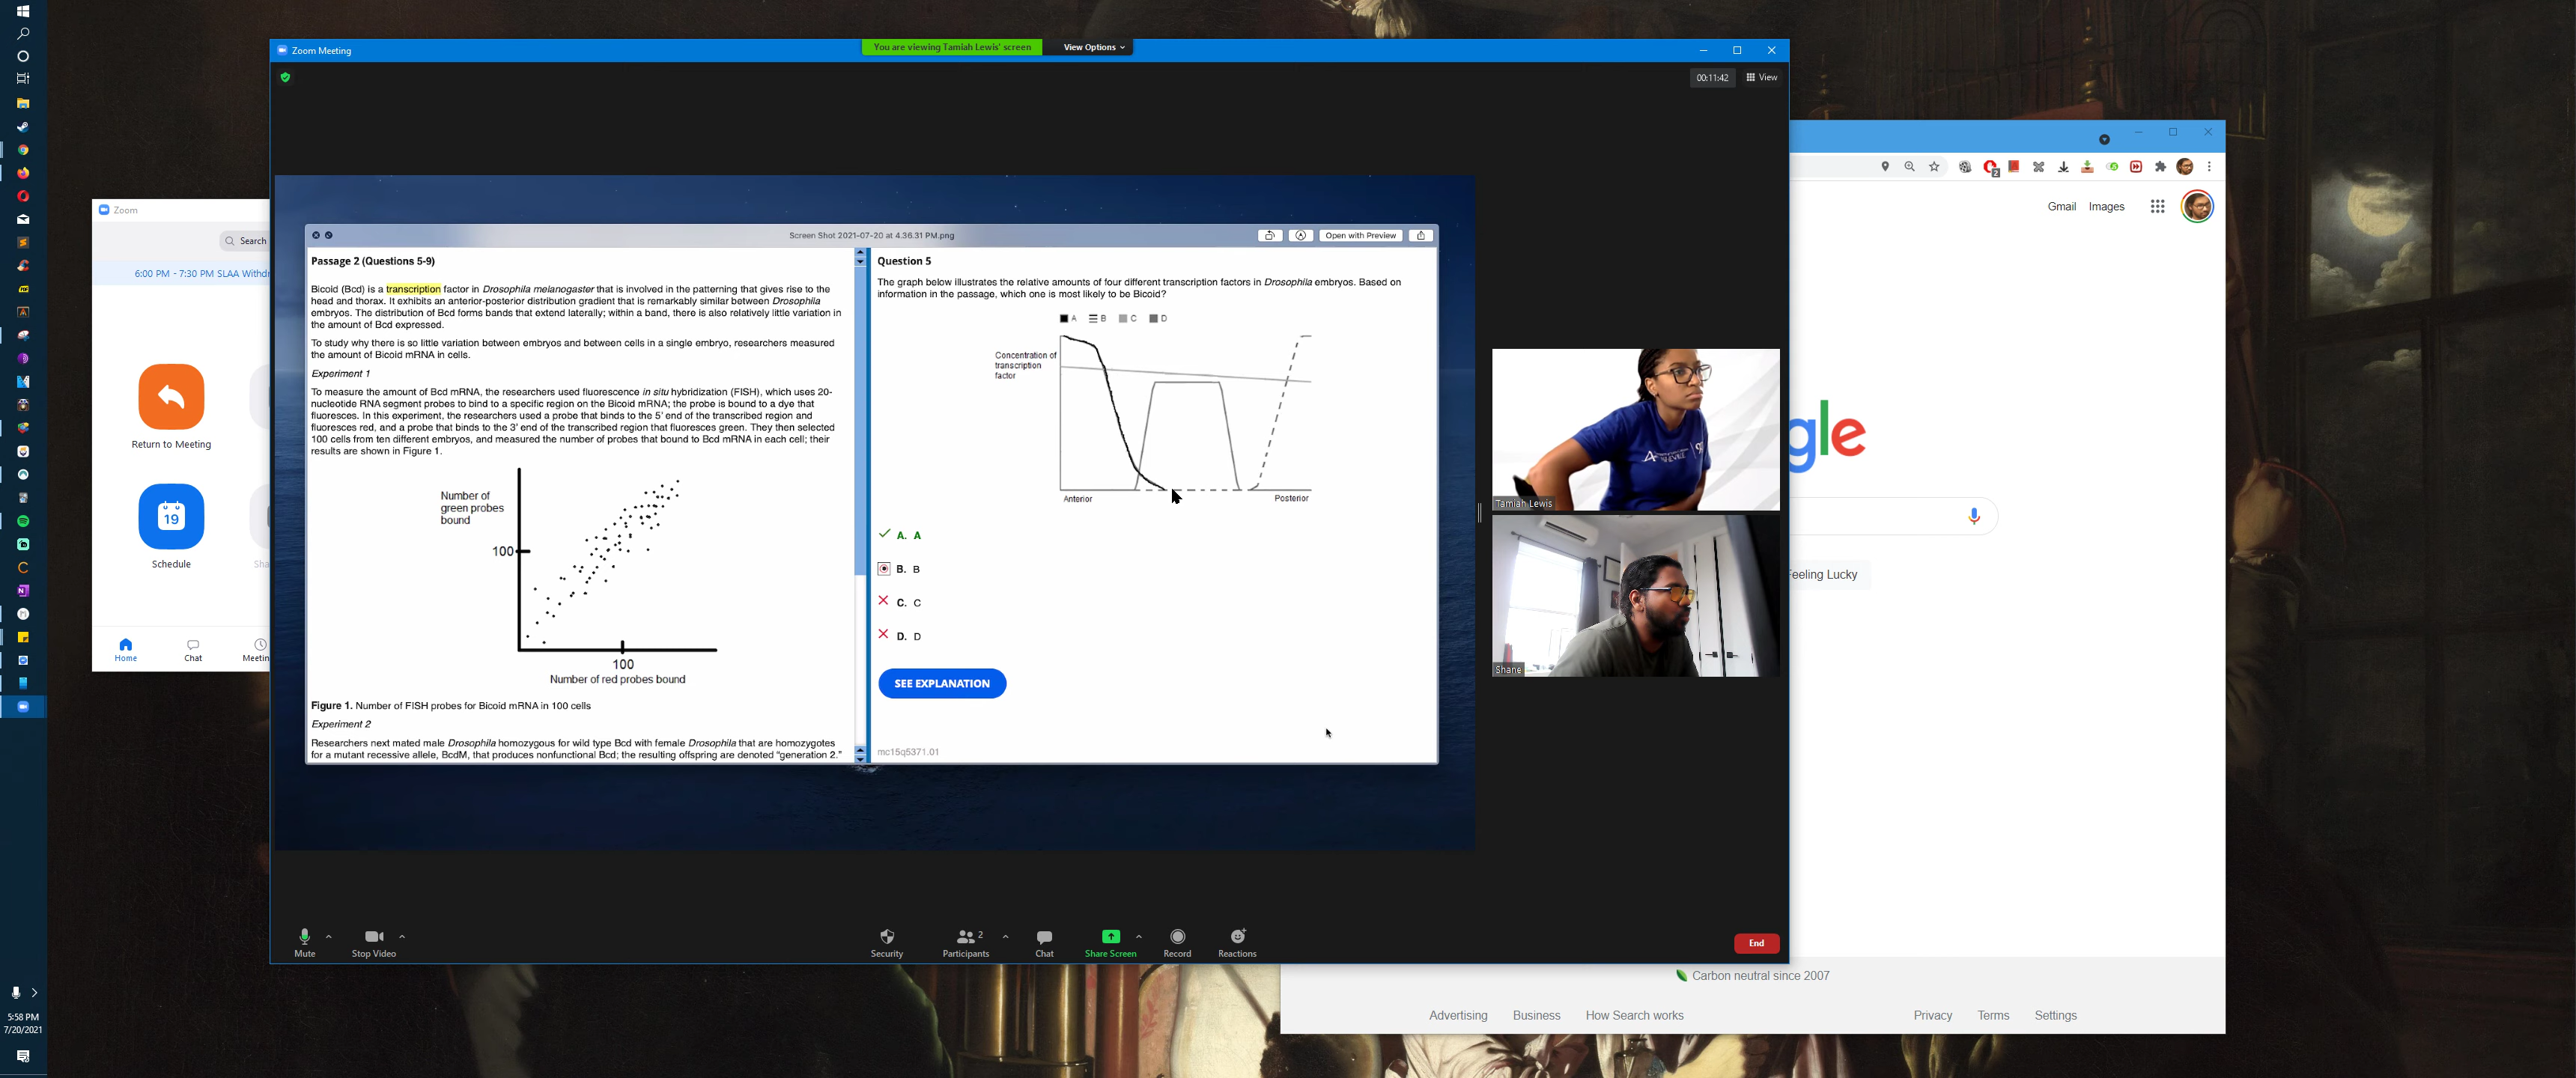 Zoom Meeting
You are viewing Tamiah Lewis' screen
View Options
00:11:42
View
Zoom
Search
6:00 PM - 7:30 PM SLAA Withdr
Return to Meeting
19
Schedule
Sha
Home
Chat
Meetin
Screen Shot 2021-07-20 at 4.36.31 PM.png
Open with Preview
Passage 2 (Questions 5-9)
Bicoid (Bcd) is a transcription factor in Drosophila melanogaster that is involved in the patterning that gives rise to the
head and thorax. It exhibits an anterior-posterior distribution gradient that is remarkably similar between Drosophila
embryos. The distribution of Bcd forms bands that extend laterally; within a band, there is also relatively little variation in
the amount of Bcd expressed.
To study why there is so little variation between embryos and between cells in a single embryo, researchers measured
the amount of Bicoid mRNA in cells.
Experiment 1
To measure the amount of Bcd mRNA, the researchers used fluorescence in situ hybridization (FISH), which uses 20-
nucleotide RNA segment probes to bind to a specific region on the Bicoid mRNA; the probe is bound to a dye that
fluoresces. In this experiment, the researchers used a probe that binds to the 5' end of the transcribed region and
fluoresces red, and a probe that binds to the 3' end of the transcribed region that fluoresces green. They then selected
100 cells from ten different embryos, and measured the number of probes that bound to Bcd mRNA in each cell; their
results are shown in Figure 1.
Number of
green probes
bound
100
100
Number of red probes bound
Figure 1. Number of FISH probes for Bicoid mRNA in 100 cells
Experiment 2
Researchers next mated male Drosophila homozygous for wild type Bcd with female Drosophila that are homozygotes
for a mutant recessive allele, BcdM, that produces nonfunctional Bcd; the resulting offspring are denoted "generation 2."
Question 5
The graph below illustrates the relative amounts of four different transcription factors in Drosophila embryos. Based on
information in the passage, which one is most likely to be Bicoid?
A B C D
Concentration of
transcription
factor
Anterior
Posterior
A. A
B. B
C. C
D. D
SEE EXPLANATION
mc15q5371.01
Tamiah Lewis
Shane
Mute
Stop Video
Security
Participants
2
Chat
Share Screen
Record
Reactions
End
Gmail
Images
2
gle
Feeling Lucky
Carbon neutral since 2007
Advertising
Business
How Search works
Privacy
Terms
Settings
5:58 PM
7/20/2021